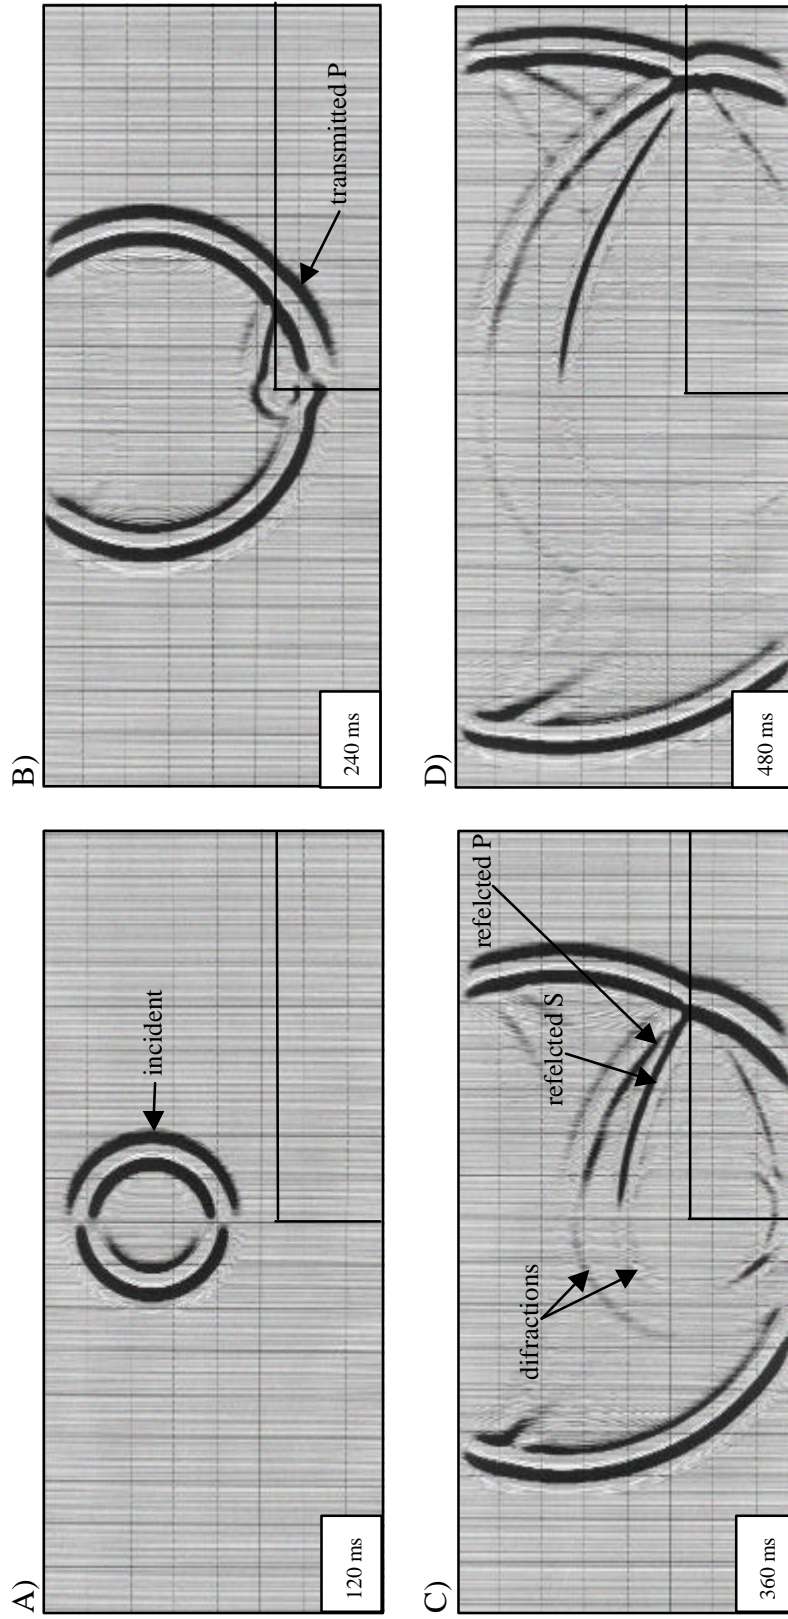 A)
incident
120 ms
B)
transmitted P
240 ms
C)
refelcted P
refelcted S
difractions
360 ms
D)
480 ms